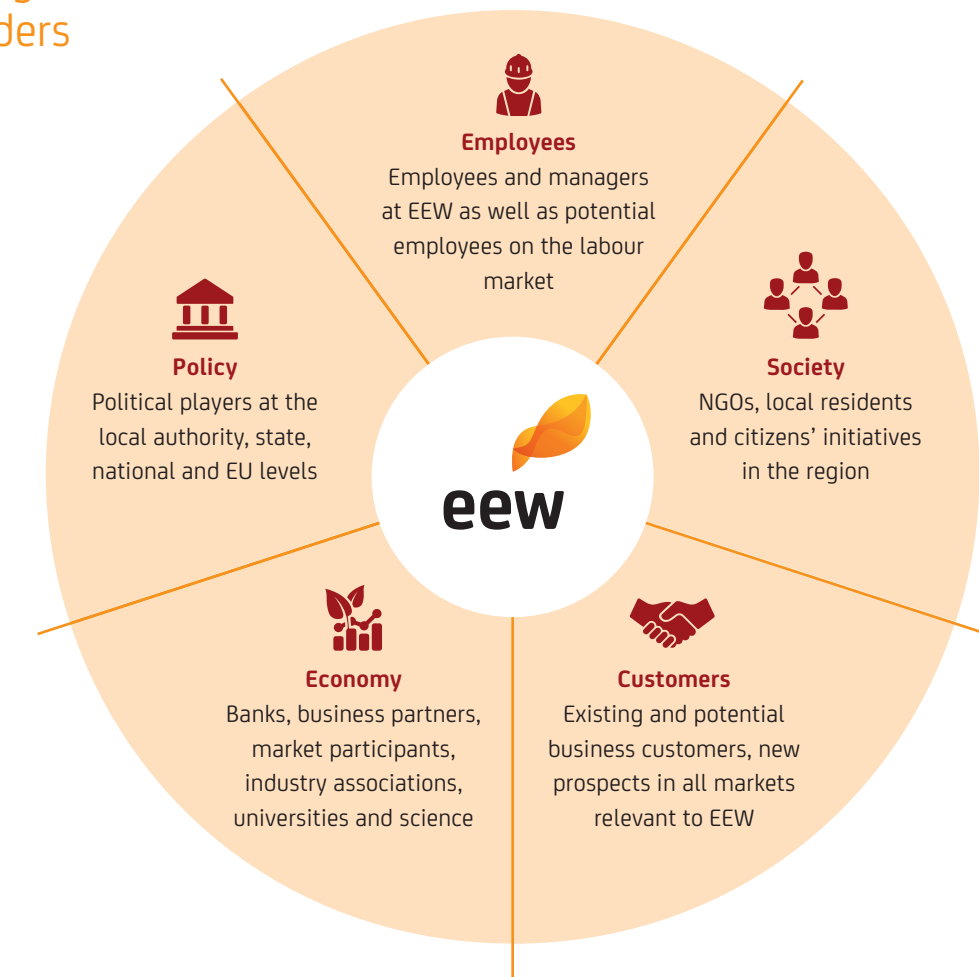 ders
Employees
Employees and managers
at EEW as well as potential
employees on the labour
market
Society
NGOs, local residents
and citizens’ initiatives
in the region
Customers
Existing and potential
business customers, new
prospects in all markets
relevant to EEW
Economy
Banks, business partners,
market participants,
industry associations,
universities and science
Policy
Political players at the
local authority, state,
national and EU levels
eew